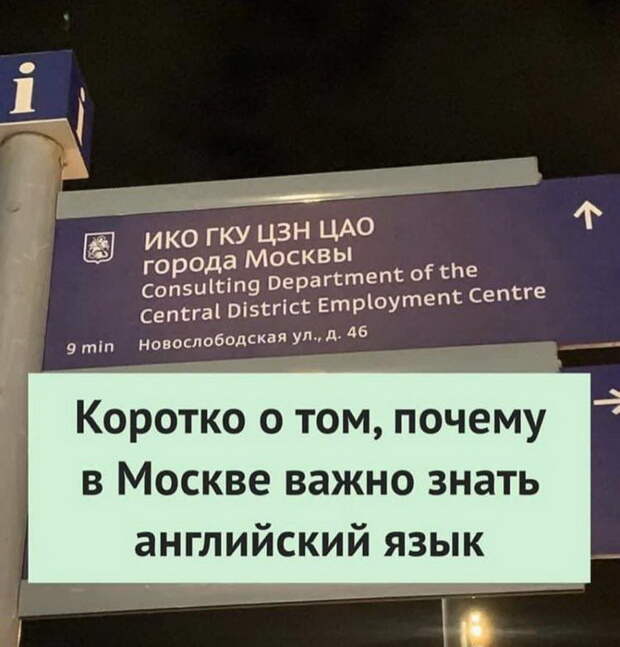 i
i
ИКО ГКУ ЦЗН ЦАО
города Москвы
Consulting Department of the
Central District Employment Centre
9 min Новослободская ул., д. 46
Коротко о том, почему
в Москве важно знать
английский язык